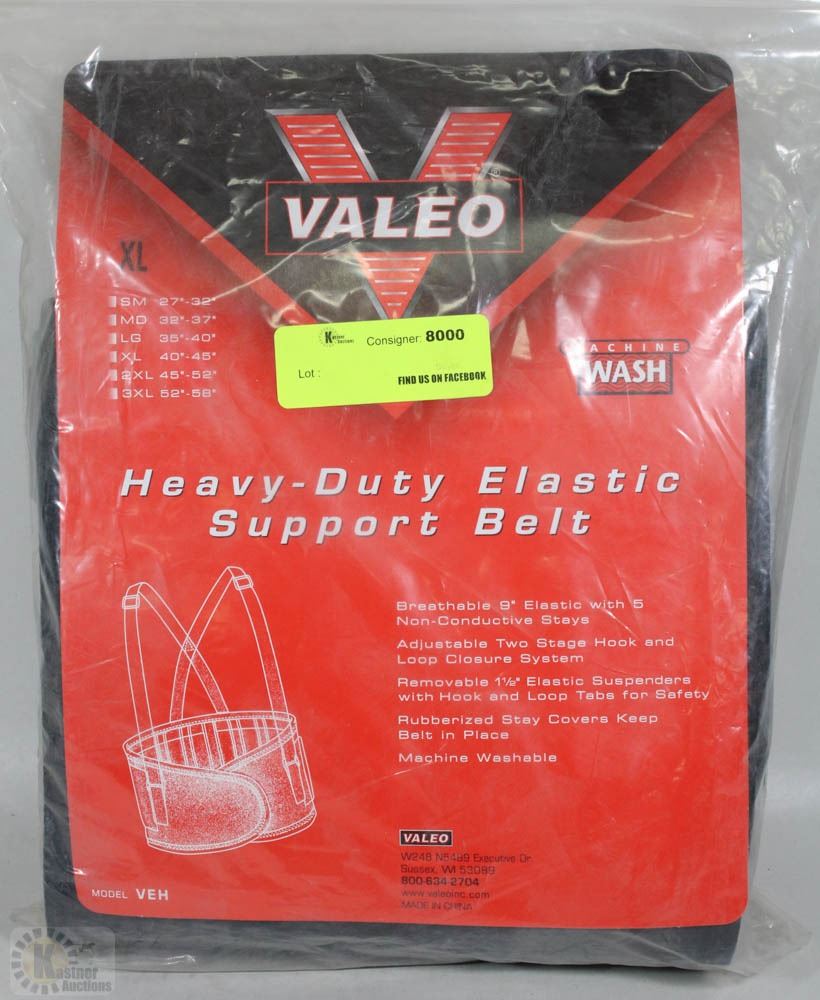 VALEO
®
XL
SM 27"-32"
MD 32"-37"
LG 35"-40"
XL 40"-45"
2XL 45"-52"
3XL 52"-58"
Kastner Auctions
Consigner: 8000
Lot :
FIND US ON FACEBOOK
MACHINE
WASH
Heavy-Duty Elastic
Support Belt
Breathable 9" Elastic with 5
Non-Conductive Stays
Adjustable Two Stage Hook and
Loop Closure System
Removable 1½" Elastic Suspenders
with Hook and Loop Tabs for Safety
Rubberized Stay Covers Keep
Belt in Place
Machine Washable
VALEO
W248 N5499 Executive Dr.
Sussex, WI 53089
800-634-2704
www.valeoinc.com
MADE IN CHINA
MODEL VEH
Kastner
Auctions